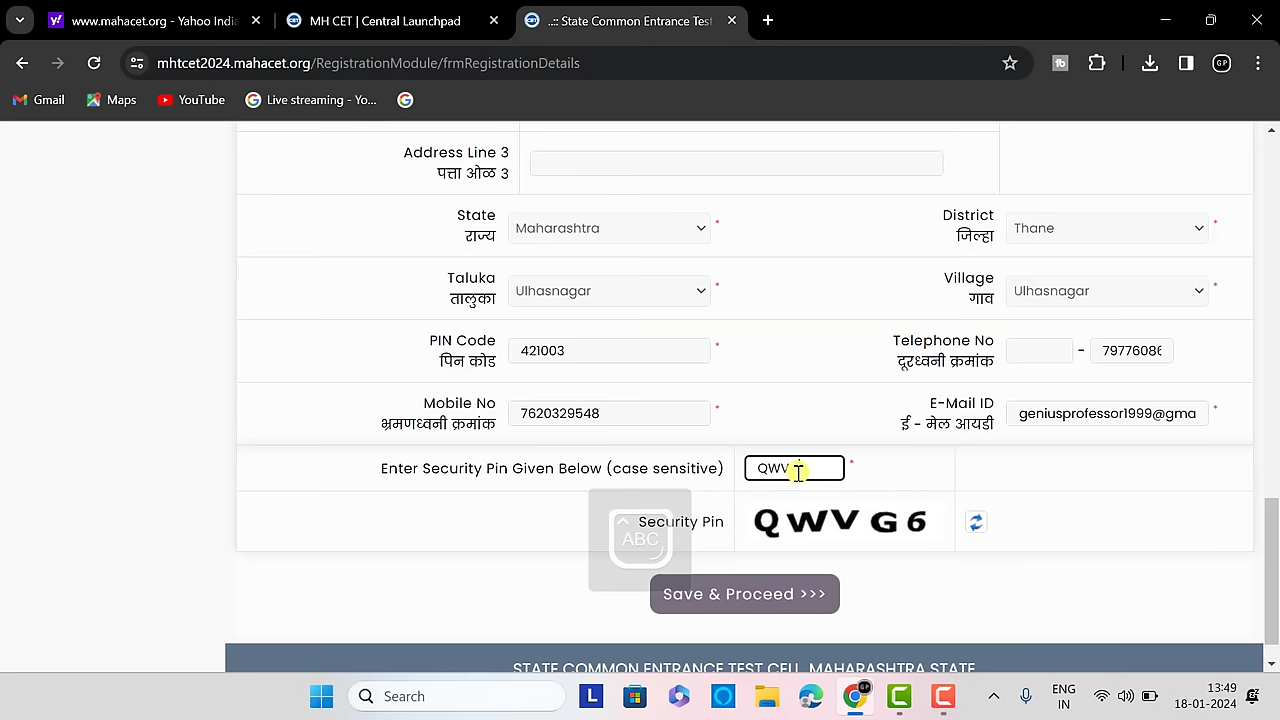 www.mahacet.org - Yahoo India
MH CET | Central Launchpad
..:: State Common Entrance Test
mhtcet2024.mahacet.org/RegistrationModule/frmRegistrationDetails
GP
Gmail
Maps
YouTube
Live streaming - Yo...
Address Line 3
पत्ता ओळ 3
State
राज्य
Maharashtra
*
District
जिल्हा
Thane
*
Taluka
तालुका
Ulhasnagar
*
Village
गाव
Ulhasnagar
*
PIN Code
पिन कोड
421003
*
Telephone No
दूरध्वनी क्रमांक
-
7977608
Mobile No
भ्रमणध्वनी क्रमांक
7620329548
*
E-Mail ID
ई - मेल आयडी
geniusprofessor1999@gma
*
Enter Security Pin Given Below (case sensitive)
QWV
*
Security Pin
QWVG6
ABC
Save & Proceed >>>
STATE COMMON ENTRANCE TEST CELL, MAHARASHTRA STATE
Search
L
GP
ENG
IN
13:49
18-01-2024